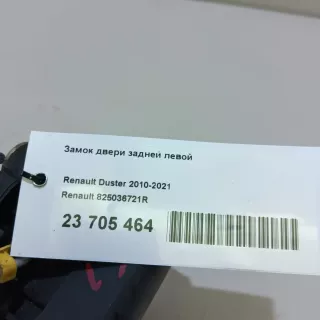 Замок двери задней левой
Renault Duster 2010-2021
Renault 825036721R
23 705 464